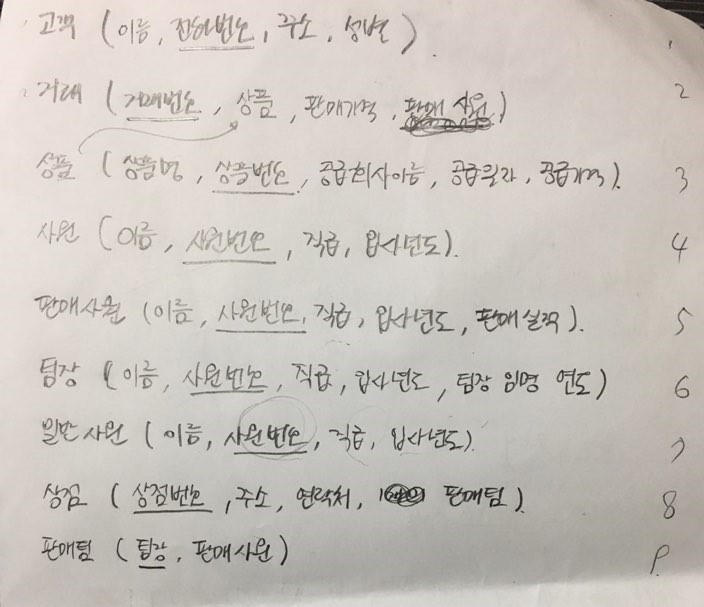 고객 (이름, 전화번호, 주소, 성별) 1
거래 (거래번호, 상품, 판매가격, 판매 사원) 2
상품 (상품명, 상품번호, 공급회사이름, 공급일자, 공급가격). 3
사원 (이름, 사원번호, 직급, 입사년도). 4
판매사원 (이름, 사원번호, 직급, 입사년도, 판매실적). 5
팀장 (이름, 사원번호, 직급, 입사년도, 팀장 임명 연도) 6
일반사원 (이름, 사원번호, 직급, 입사년도). 7
상점 (상점번호, 주소, 연락처, 판매팀). 8
판매팀 (팀장, 판매사원) 9.